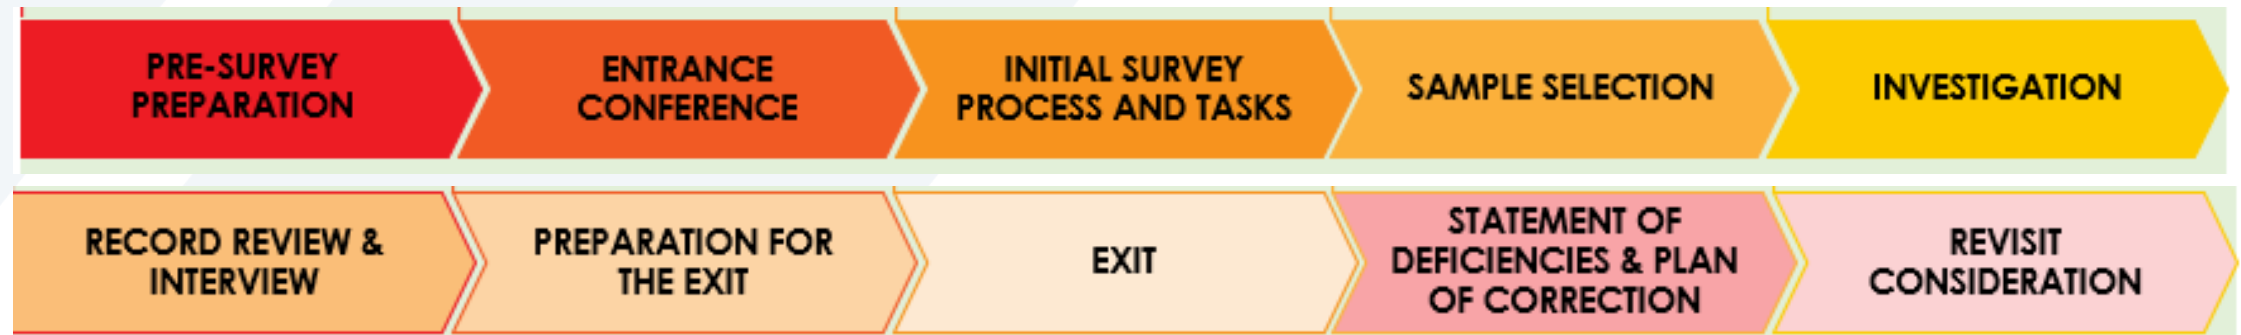 PRE-SURVEY
PREPARATION
ENTRANCE
CONFERENCE
INITIAL SURVEY
PROCESS AND TASKS
SAMPLE SELECTION
INVESTIGATION
RECORD REVIEW &
INTERVIEW
PREPARATION FOR
THE EXIT
EXIT
STATEMENT OF
DEFICIENCIES & PLAN
OF CORRECTION
REVISIT
CONSIDERATION